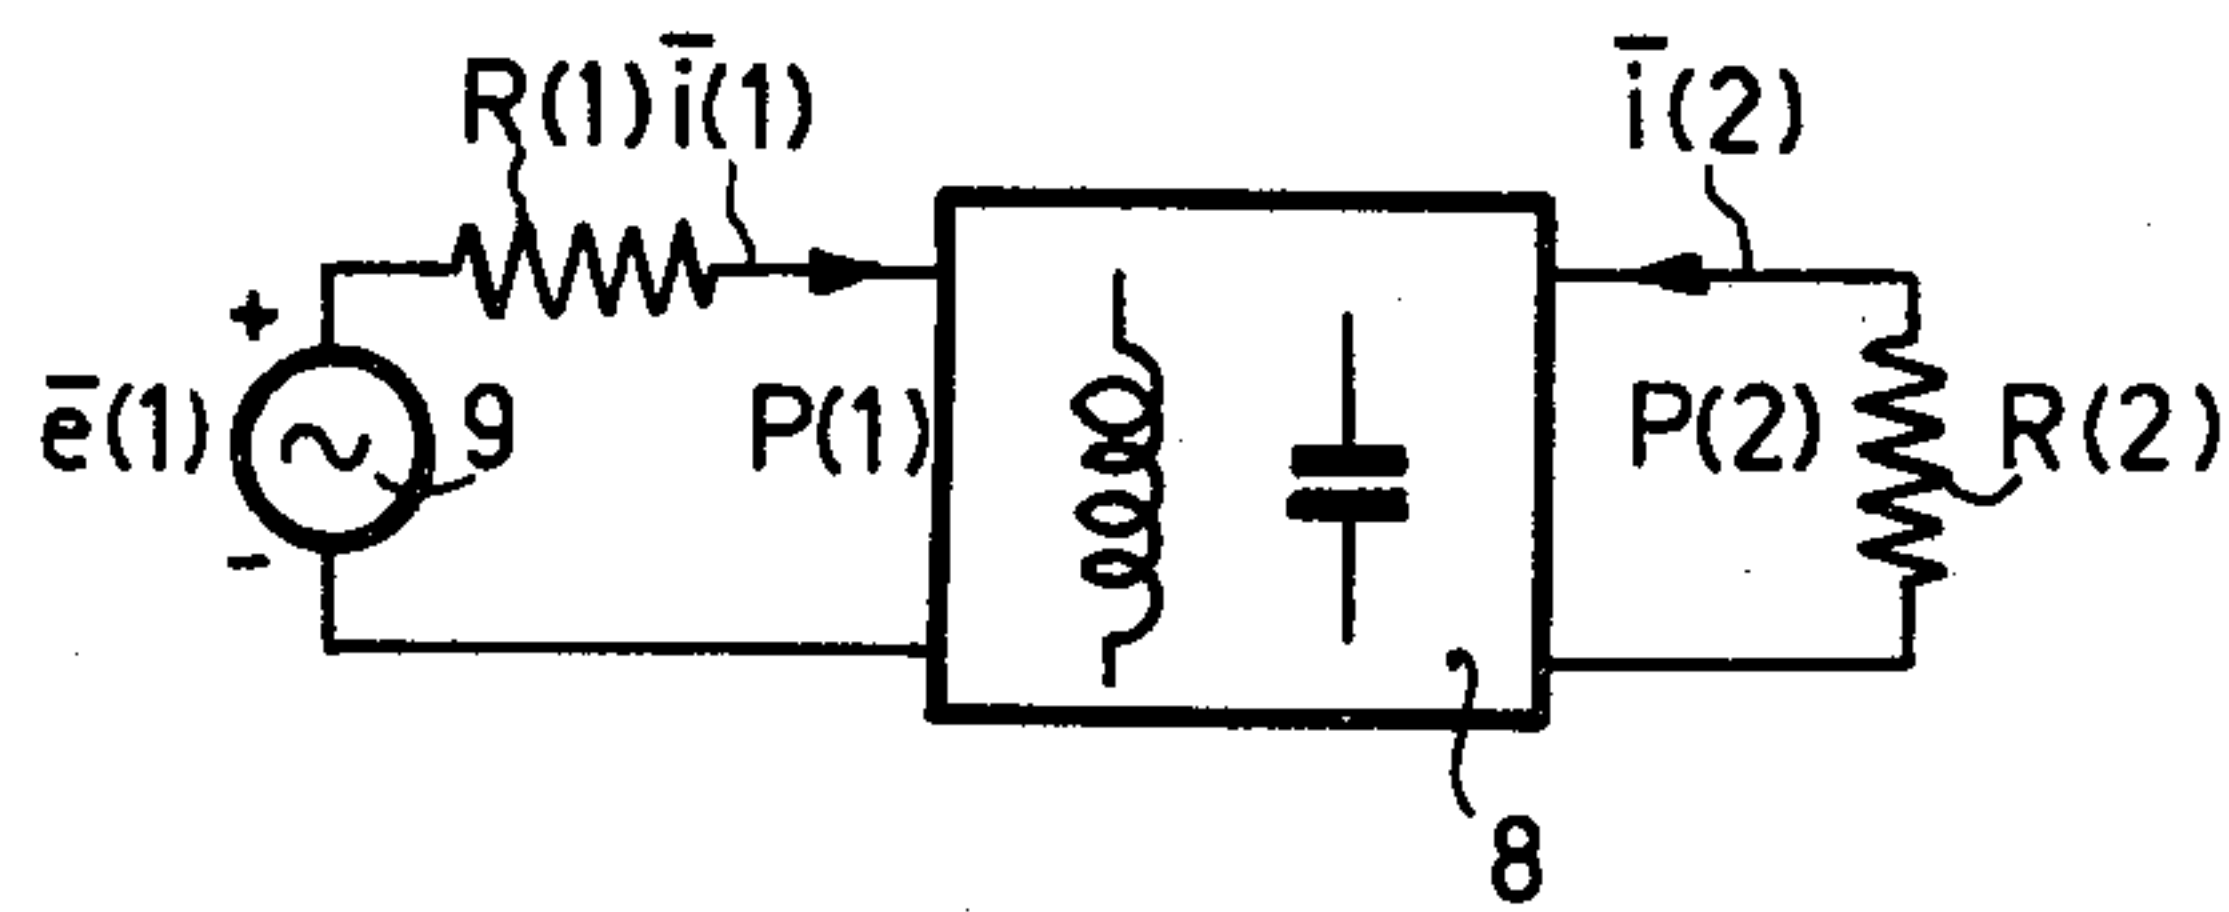 R(1) i̅(1) i̅(2)
+
e̅(1) 9 P(1) P(2) R(2)
-
8